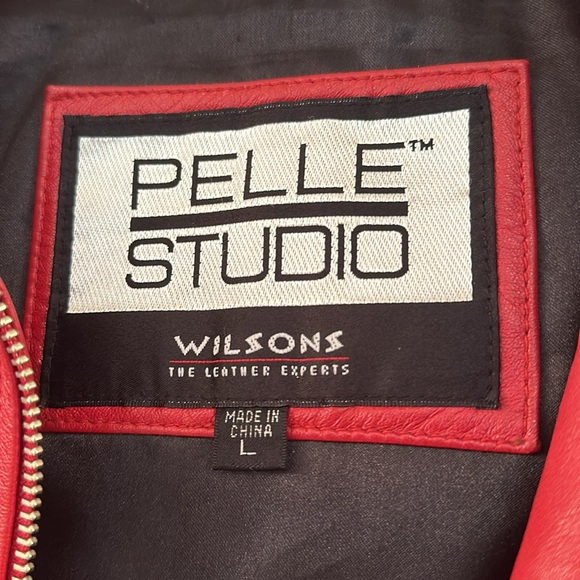 PELLE™
STUDIO
WILSONS
THE LEATHER EXPERTS
MADE IN
CHINA
L